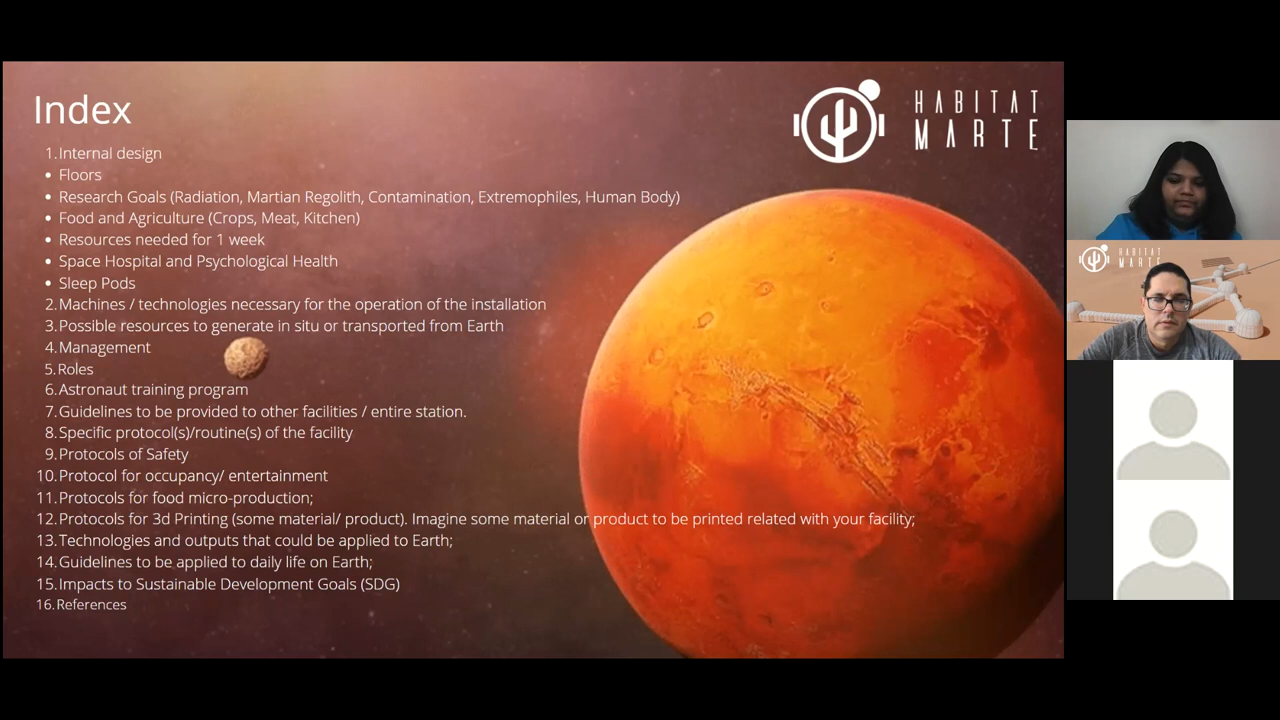 Index
HABITAT
MARTE
1. Internal design
• Floors
• Research Goals (Radiation, Martian Regolith, Contamination, Extremophiles, Human Body)
• Food and Agriculture (Crops, Meat, Kitchen)
• Resources needed for 1 week
• Space Hospital and Psychological Health
• Sleep Pods
2. Machines / technologies necessary for the operation of the installation
3. Possible resources to generate in situ or transported from Earth
4. Management
5. Roles
6. Astronaut training program
7. Guidelines to be provided to other facilities / entire station.
8. Specific protocol(s)/routine(s) of the facility
9. Protocols of Safety
10. Protocol for occupancy/ entertainment
11. Protocols for food micro-production;
12. Protocols for 3d Printing (some material/ product). Imagine some material or product to be printed related with your facility;
13. Technologies and outputs that could be applied to Earth;
14. Guidelines to be applied to daily life on Earth;
15. Impacts to Sustainable Development Goals (SDG)
16. References
HABITAT